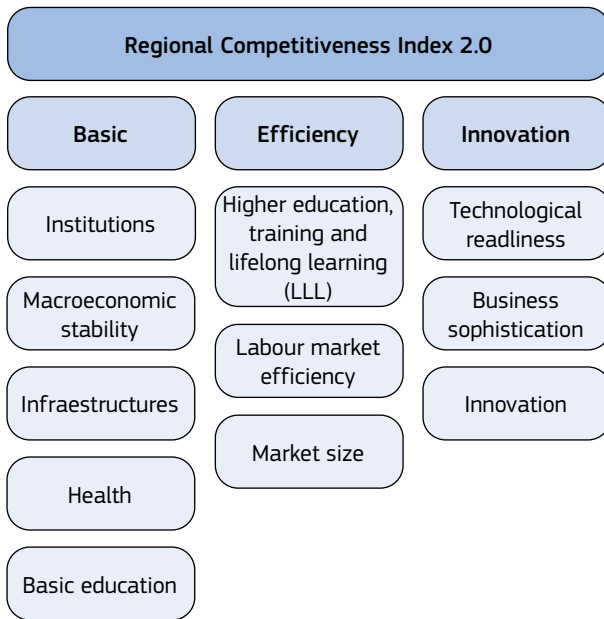 Regional Competitiveness Index 2.0
Basic
Institutions
Macroeconomic
stability
Infraestructures
Health
Basic education
Efficiency
Higher education,
training and
lifelong learning
(LLL)
Labour market
efficiency
Market size
Innovation
Technological
readliness
Business
sophistication
Innovation